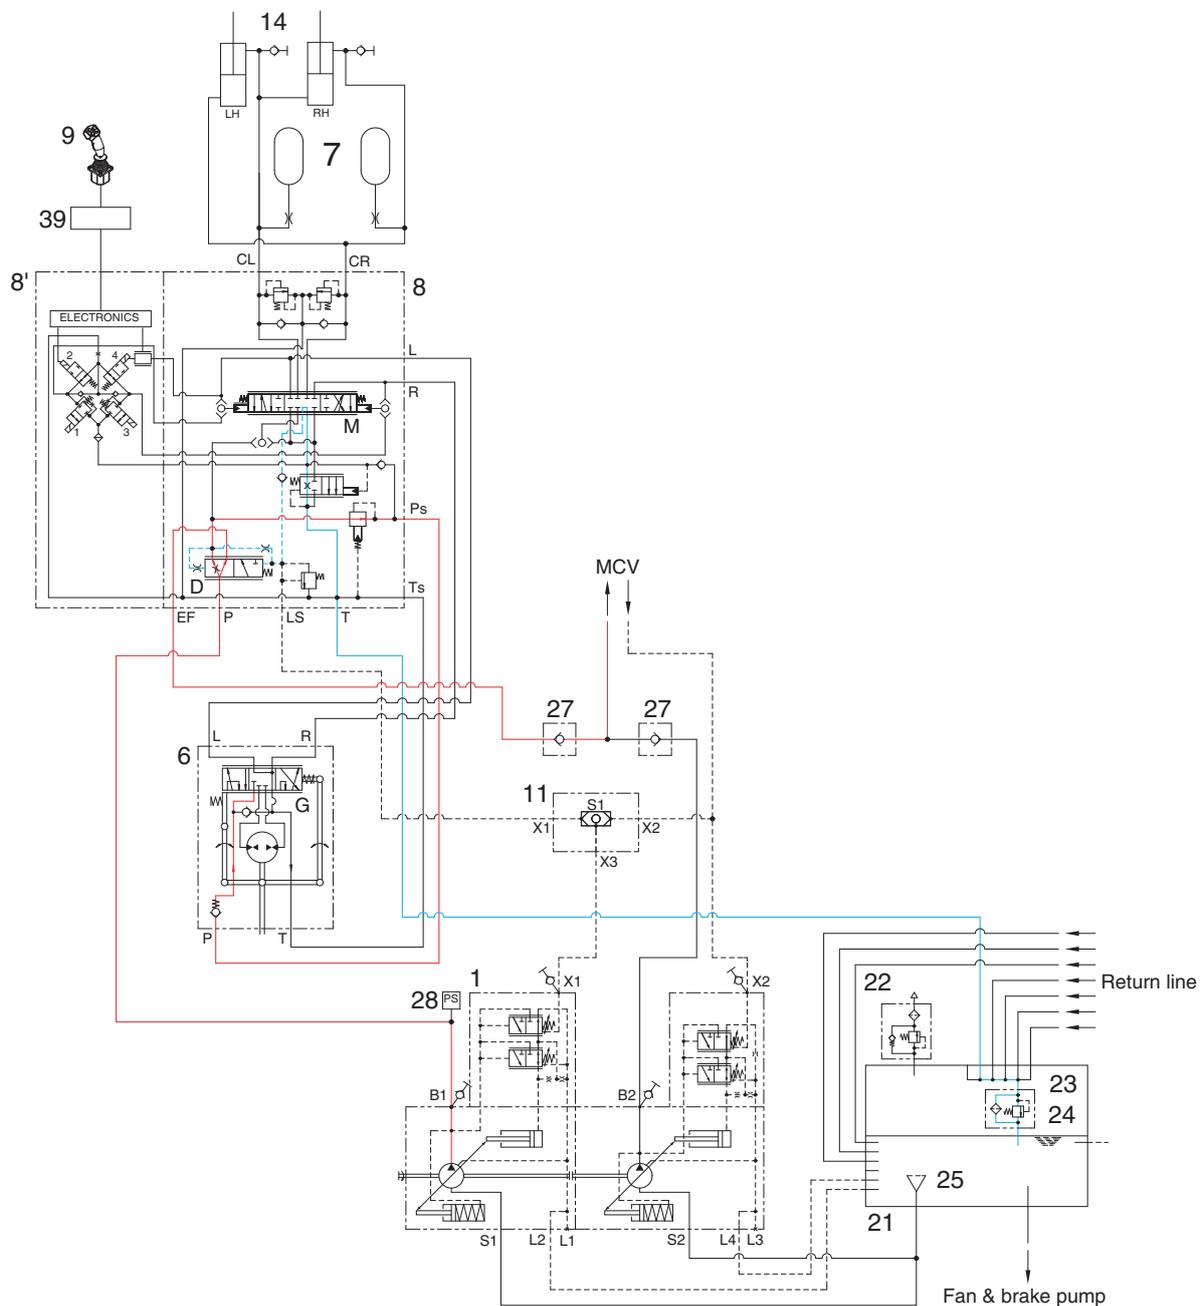 14
LH
RH
9
7
39
CL
CR
8'
8
ELECTRONICS
L
2
4
R
M
1
3
Ps
D
Ts
EF
P
LS
T
MCV
27
27
L
R
6
G
11
S1
X1
X2
X3
P
T
1
X1
X2
22
Return line
28
PS
B1
B2
23
24
25
21
S1
L2
L1
S2
L4
L3
Fan & brake pump